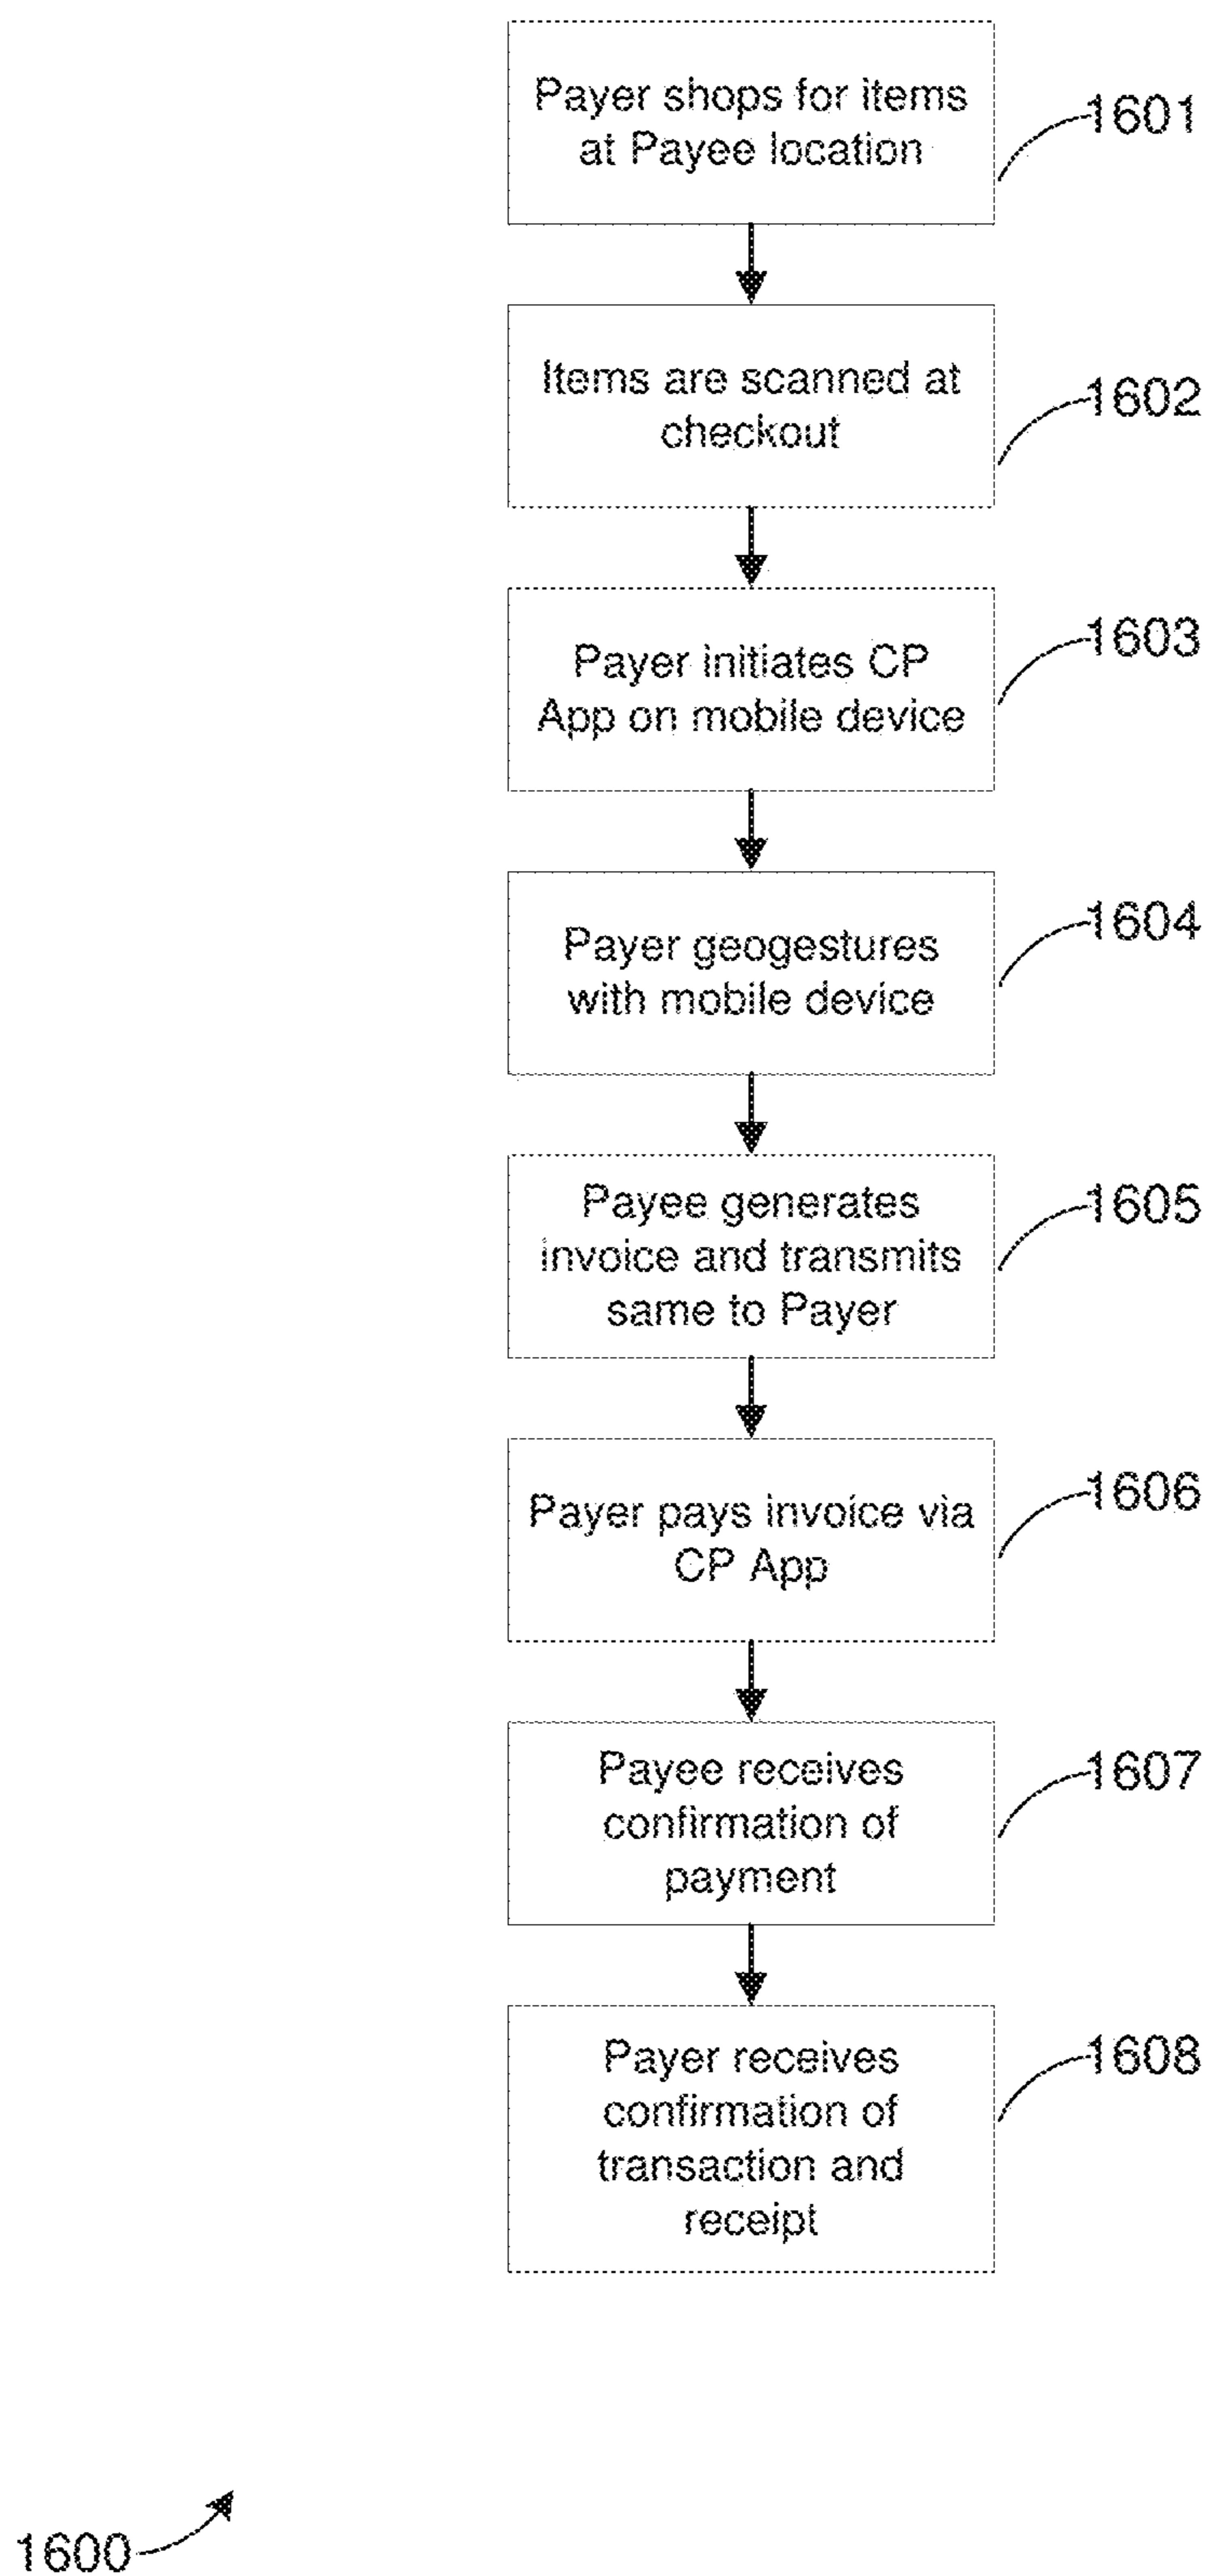 Payer shops for items
at Payee location
1601
Items are scanned at
checkout
1602
Payer initiates CP
App on mobile device
1603
Payer geogestures
with mobile device
1604
Payee generates
invoice and transmits
same to Payer
1605
Payer pays invoice via
CP App
1606
Payee receives
confirmation of
payment
1607
Payer receives
confirmation of
transaction and
receipt
1608
1600